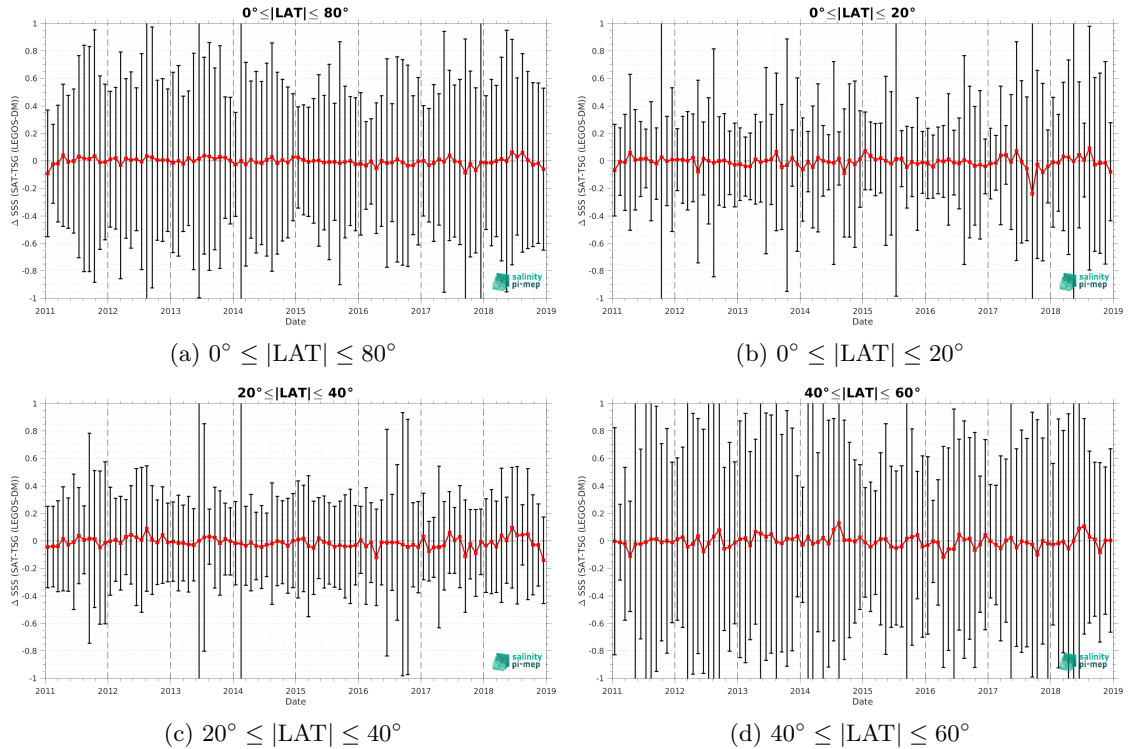 0°≤|LAT|≤ 80°
Δ SSS (SAT-TSG (LEGOS-DM))
1
0.8
0.6
0.4
0.2
0
-0.2
-0.4
-0.6
-0.8
-1
2011 2012 2013 2014 2015 2016 2017 2018 2019
Date
salinity
pi-mep
(a) 0° ≤ |LAT| ≤ 80°
0°≤|LAT|≤ 20°
Δ SSS (SAT-TSG (LEGOS-DM))
1
0.8
0.6
0.4
0.2
0
-0.2
-0.4
-0.6
-0.8
-1
2011 2012 2013 2014 2015 2016 2017 2018 2019
Date
salinity
pi-mep
(b) 0° ≤ |LAT| ≤ 20°
20°≤|LAT|≤ 40°
Δ SSS (SAT-TSG (LEGOS-DM))
1
0.8
0.6
0.4
0.2
0
-0.2
-0.4
-0.6
-0.8
-1
2011 2012 2013 2014 2015 2016 2017 2018 2019
Date
salinity
pi-mep
(c) 20° ≤ |LAT| ≤ 40°
40°≤|LAT|≤ 60°
Δ SSS (SAT-TSG (LEGOS-DM))
1
0.8
0.6
0.4
0.2
0
-0.2
-0.4
-0.6
-0.8
-1
2011 2012 2013 2014 2015 2016 2017 2018 2019
Date
salinity
pi-mep
(d) 40° ≤ |LAT| ≤ 60°